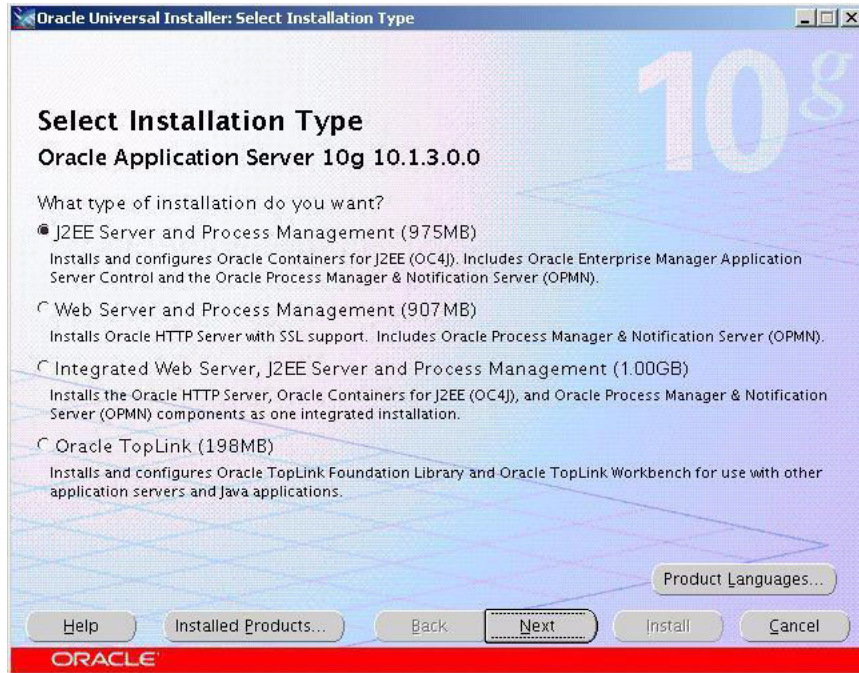 Oracle Universal Installer: Select Installation Type
10g
Select Installation Type
Oracle Application Server 10g 10.1.3.0.0
What type of installation do you want?
J2EE Server and Process Management (975MB)
Installs and configures Oracle Containers for J2EE (OC4J). Includes Oracle Enterprise Manager Application
Server Control and the Oracle Process Manager & Notification Server (OPMN).
Web Server and Process Management (907MB)
Installs Oracle HTTP Server with SSL support. Includes Oracle Process Manager & Notification Server (OPMN).
Integrated Web Server, J2EE Server and Process Management (1.00GB)
Installs the Oracle HTTP Server, Oracle Containers for J2EE (OC4J), and Oracle Process Manager & Notification
Server (OPMN) components as one integrated installation.
Oracle TopLink (198MB)
Installs and configures Oracle TopLink Foundation Library and Oracle TopLink Workbench for use with other
application servers and Java applications.
Product Languages...
Help Installed Products... Back Next Install Cancel
ORACLE